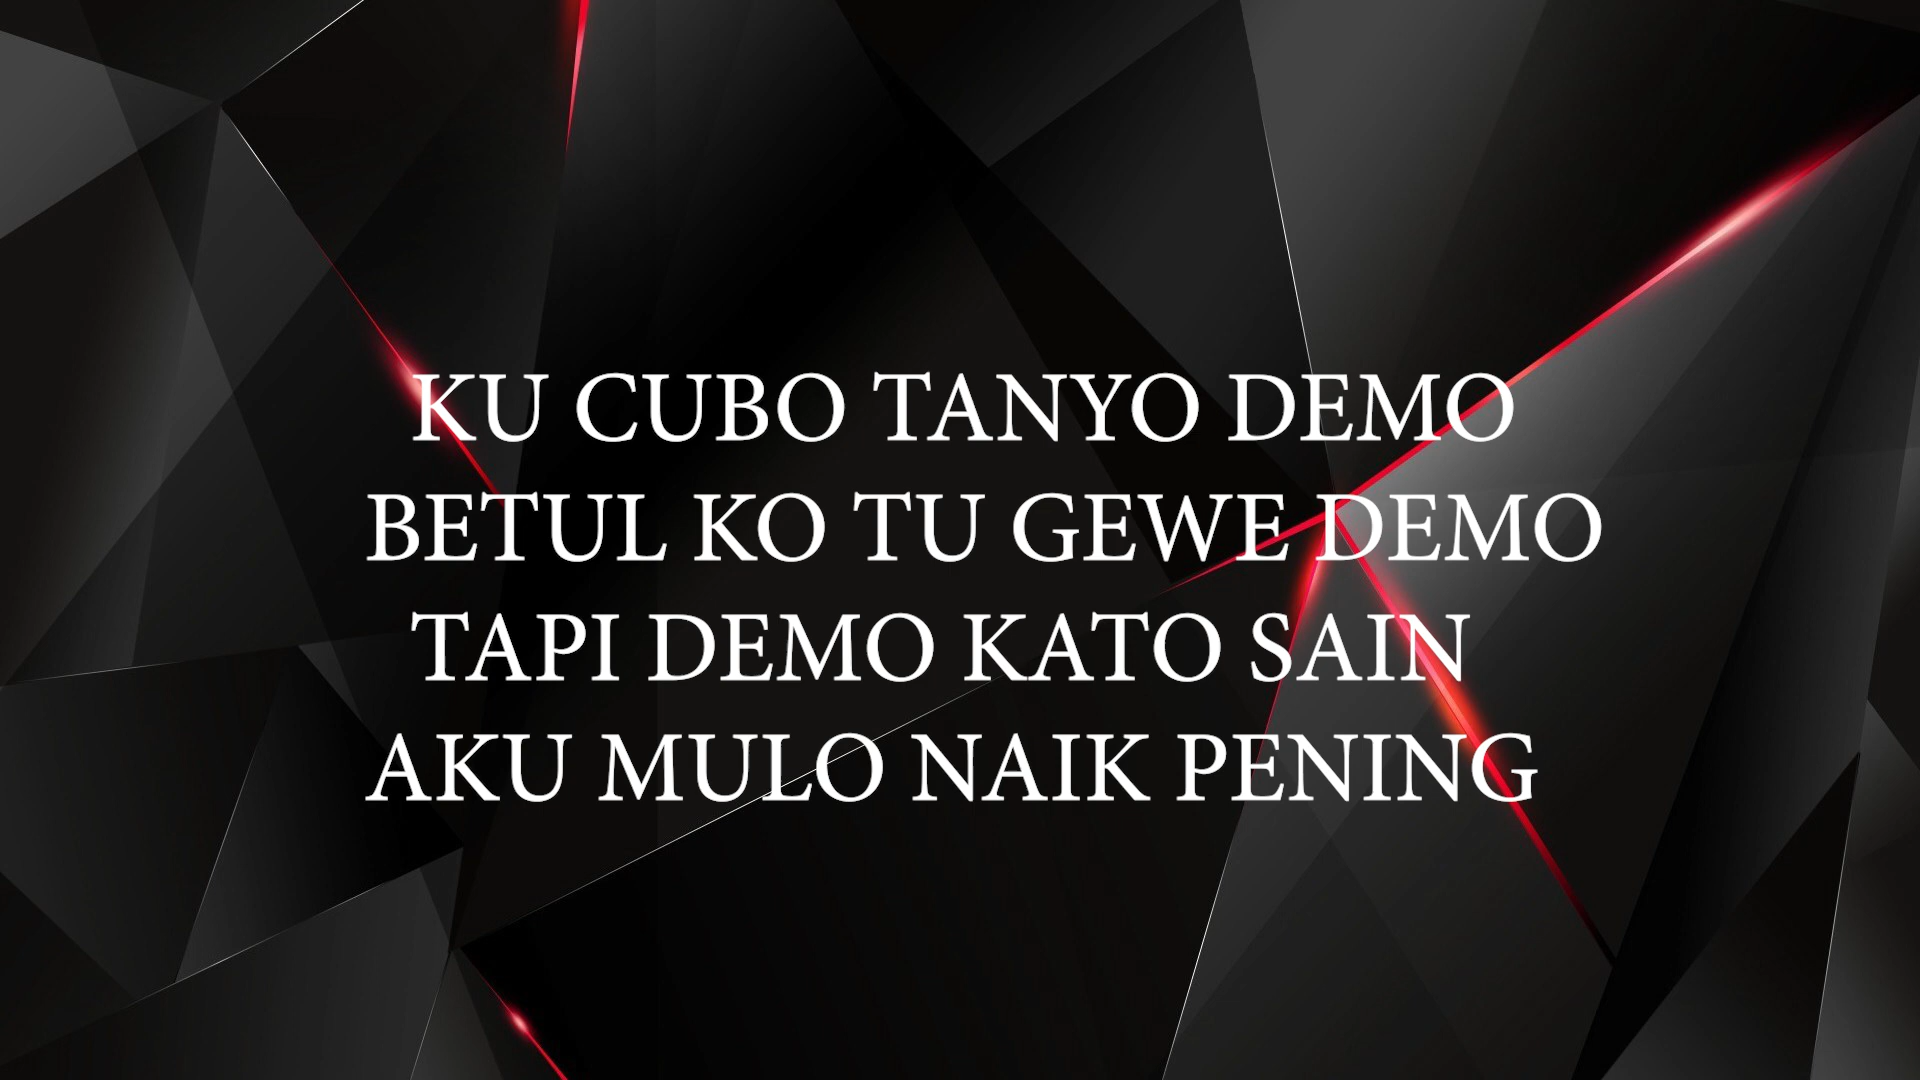 KU CUBO TANYO DEMO
BETUL KO TU GEWE DEMO
TAPI DEMO KATO SAIN
AKU MULO NAIK PENING